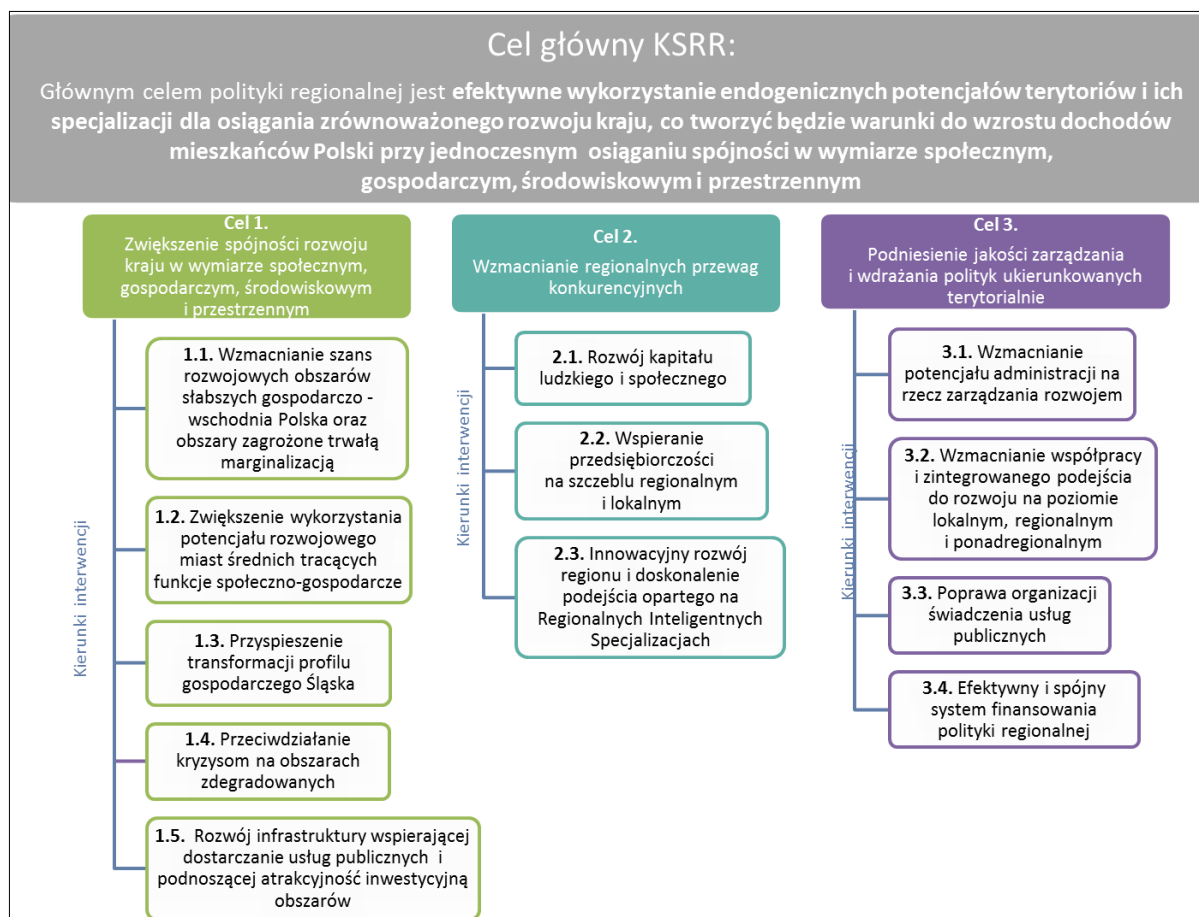 Cel główny KSRR:
Głównym celem polityki regionalnej jest efektywne wykorzystanie endogenicznych potencjałów terytoriów i ich
specjalizacji dla osiągania zrównoważonego rozwoju kraju, co tworzyć będzie warunki do wzrostu dochodów
mieszkańców Polski przy jednoczesnym osiąganiu spójności w wymiarze społecznym,
gospodarczym, środowiskowym i przestrzennym
Cel 1.
Zwiększenie spójności rozwoju
kraju w wymiarze społecznym,
gospodarczym, środowiskowym
i przestrzennym
Kierunki interwencji
1.1. Wzmacnianie szans
rozwojowych obszarów
słabszych gospodarczo -
wschodnia Polska oraz
obszary zagrożone trwałą
marginalizacją
1.2. Zwiększenie wykorzystania
potencjału rozwojowego
miast średnich tracących
funkcje społeczno-gospodarcze
1.3. Przyspieszenie
transformacji profilu
gospodarczego Śląska
1.4. Przeciwdziałanie
kryzysom na obszarach
zdegradowanych
1.5. Rozwój infrastruktury wspierającej
dostarczanie usług publicznych i
podnoszącej atrakcyjność inwestycyjną
obszarów
Cel 2.
Wzmacnianie regionalnych przewag
konkurencyjnych
Kierunki interwencji
2.1. Rozwój kapitału
ludzkiego i społecznego
2.2. Wspieranie
przedsiębiorczości
na szczeblu regionalnym
i lokalnym
2.3. Innowacyjny rozwój
regionu i doskonalenie
podejścia opartego na
Regionalnych Inteligentnych
Specjalizacjach
Cel 3.
Podniesienie jakości zarządzania
i wdrażania polityk ukierunkowanych
terytorialnie
Kierunki interwencji
3.1. Wzmacnianie
potencjału administracji na
rzecz zarządzania rozwojem
3.2. Wzmacnianie współpracy
i zintegrowanego podejścia
do rozwoju na poziomie
lokalnym, regionalnym
i ponadregionalnym
3.3. Poprawa organizacji
świadczenia usług
publicznych
3.4. Efektywny i spójny
system finansowania
polityki regionalnej